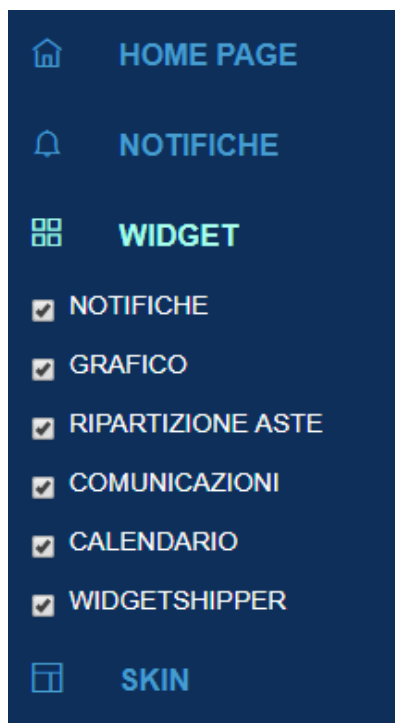 HOME PAGE
NOTIFICHE
WIDGET
NOTIFICHE
GRAFICO
RIPARTIZIONE ASTE
COMUNICAZIONI
CALENDARIO
WIDGETSHIPPER
SKIN